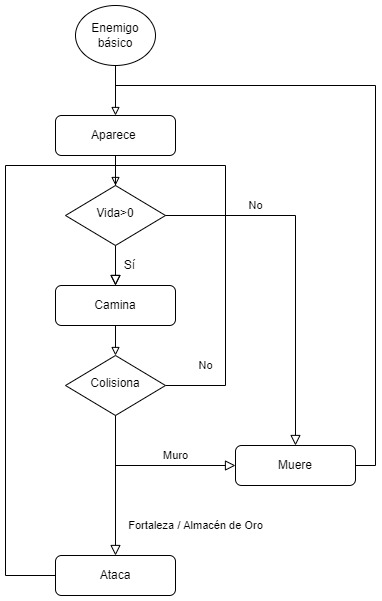 Enemigo
básico
Aparece
Vida>0
No
Sí
Camina
Colisiona
No
Muro
Muere
Fortaleza / Almacén de Oro
Ataca